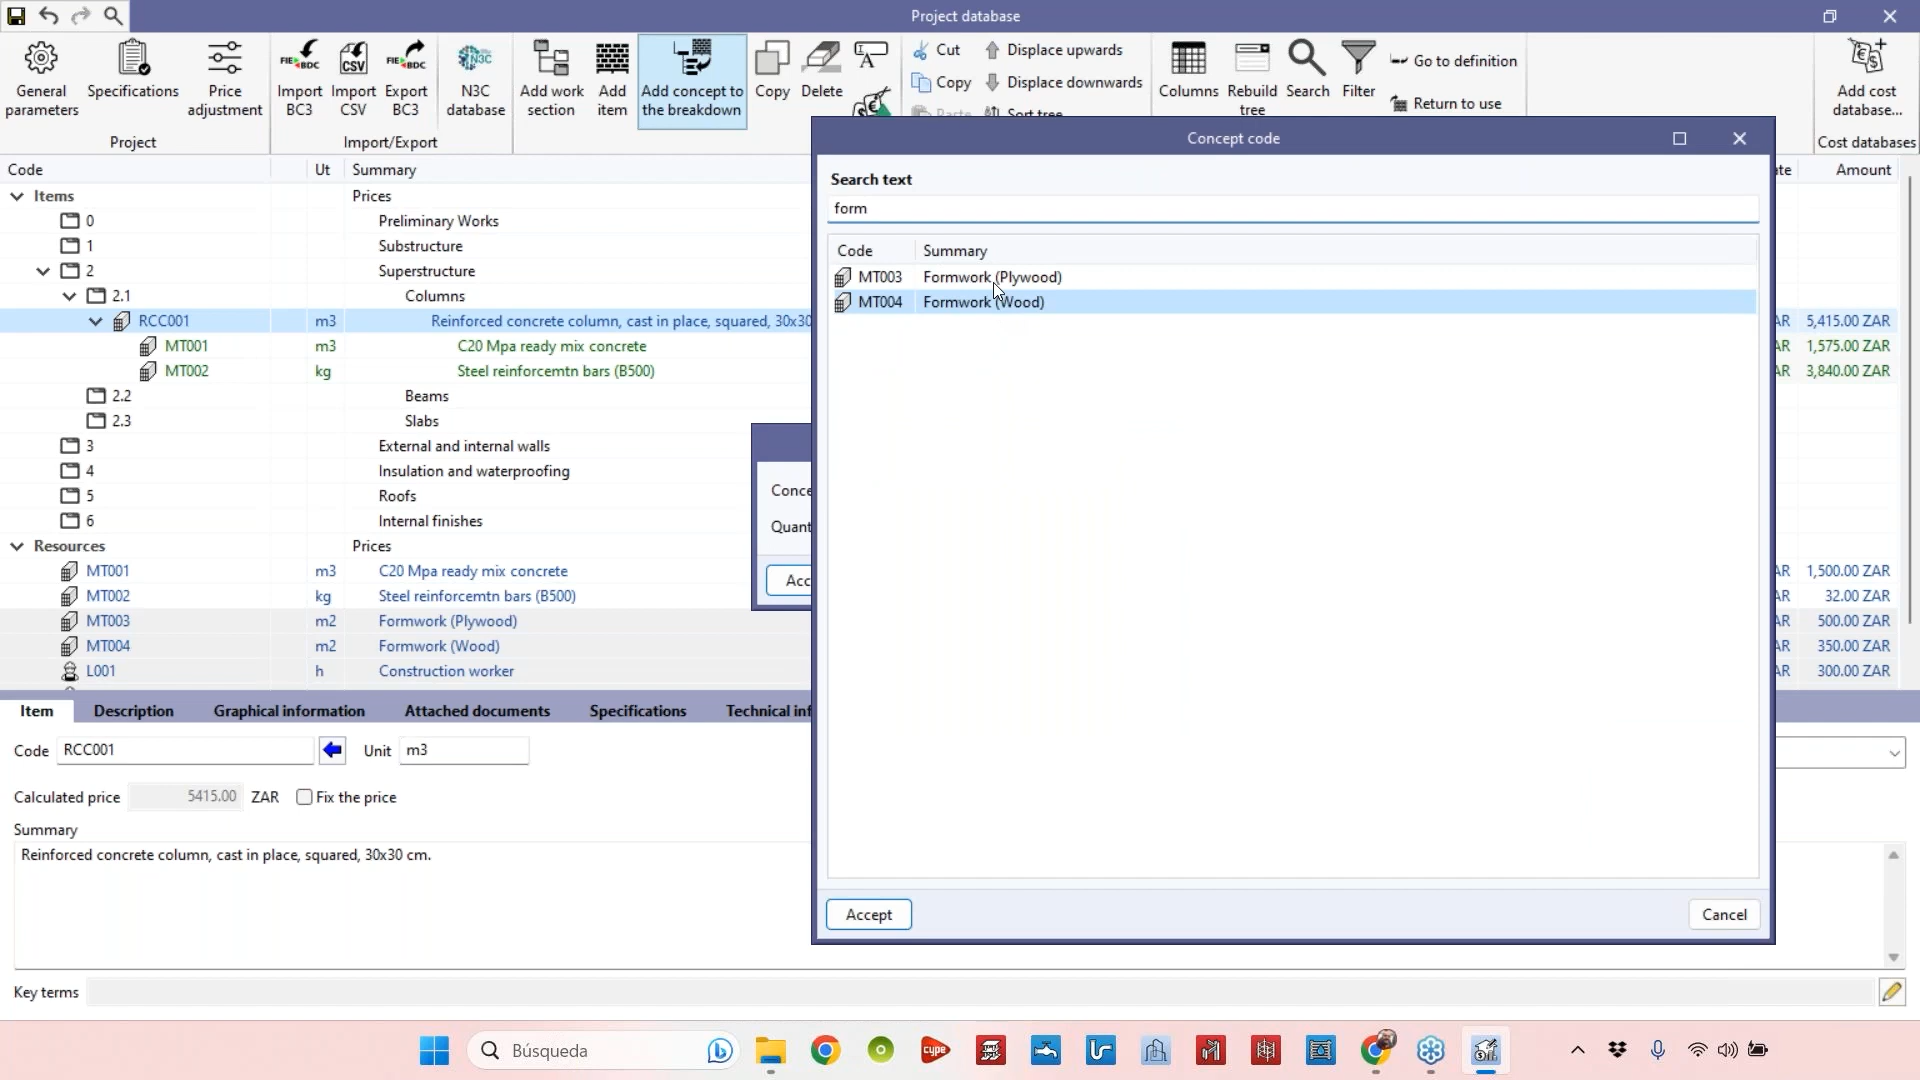 Project database
General parameters
Specifications
Price adjustment
FIE BDC
Import BC3
CSV
Import CSV
FIE BDC
Export BC3
N3C
N3C database
Add work section
Add item
Add concept to the breakdown
Copy
Delete
Cut
Copy
Paste
Displace upwards
Displace downwards
Sort tree
Columns
Rebuild tree
Search
Filter
Go to definition
Return to use
Add cost database...
Project
Import/Export
Cost databases
Code Ut Summary Amount
Items Prices
0 Preliminary Works
1 Substructure
2 Superstructure
2.1 Columns
RCC001 m3 Reinforced concrete column, cast in place, squared, 30x30 AR 5,415.00 ZAR
MT001 m3 C20 Mpa ready mix concrete AR 1,575.00 ZAR
MT002 kg Steel reinforcemtn bars (B500) AR 3,840.00 ZAR
2.2 Beams
2.3 Slabs
3 External and internal walls
4 Insulation and waterproofing
5 Roofs
6 Internal finishes
Resources Prices
MT001 m3 C20 Mpa ready mix concrete AR 1,500.00 ZAR
MT002 kg Steel reinforcemtn bars (B500) AR 32.00 ZAR
MT003 m2 Formwork (Plywood) AR 500.00 ZAR
MT004 m2 Formwork (Wood) AR 350.00 ZAR
L001 h Construction worker AR 300.00 ZAR
Conce
Quant
Acc
Concept code
Search text
form
Code Summary
MT003 Formwork (Plywood)
MT004 Formwork (Wood)
Accept Cancel
Item Description Graphical information Attached documents Specifications Technical inf
Code RCC001 Unit m3
Calculated price 5415.00 ZAR Fix the price
Summary
Reinforced concrete column, cast in place, squared, 30x30 cm.
Key terms
Búsqueda
cype